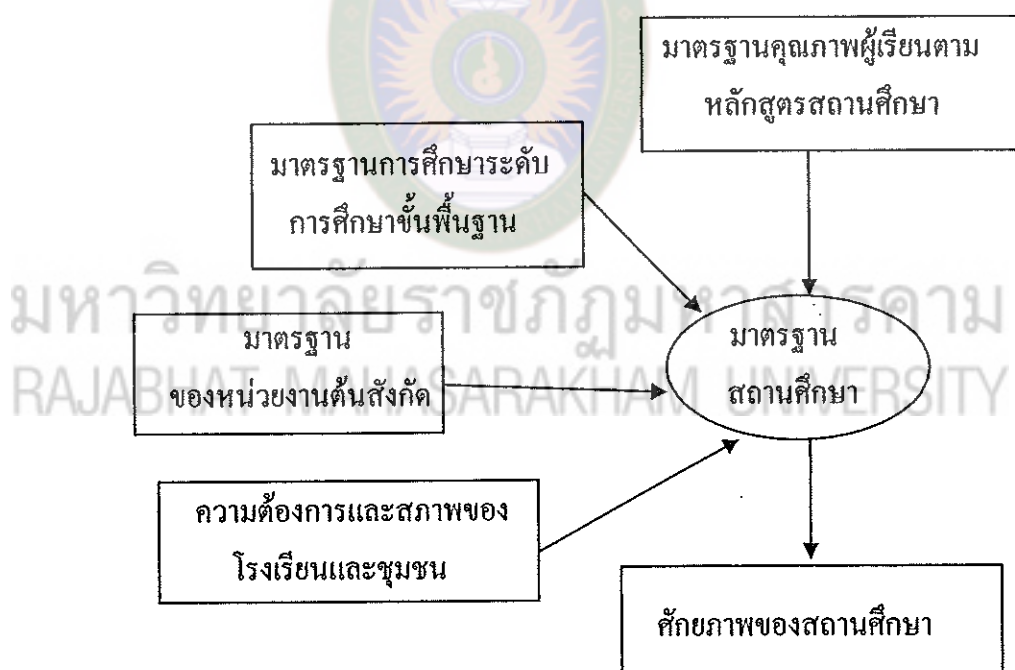 มาตรฐานคุณภาพผู้เรียนตาม
หลักสูตรสถานศึกษา
มาตรฐานการศึกษาระดับ
การศึกษาขั้นพื้นฐาน
มหาวิทยาลัยราชภัฏมหาสารคาม
RAJABHAT MAHASARAKHAM UNIVERSITY
มาตรฐาน
ของหน่วยงานต้นสังกัด
มาตรฐาน
สถานศึกษา
ความต้องการและสภาพของ
โรงเรียนและชุมชน
ศักยภาพของสถานศึกษา